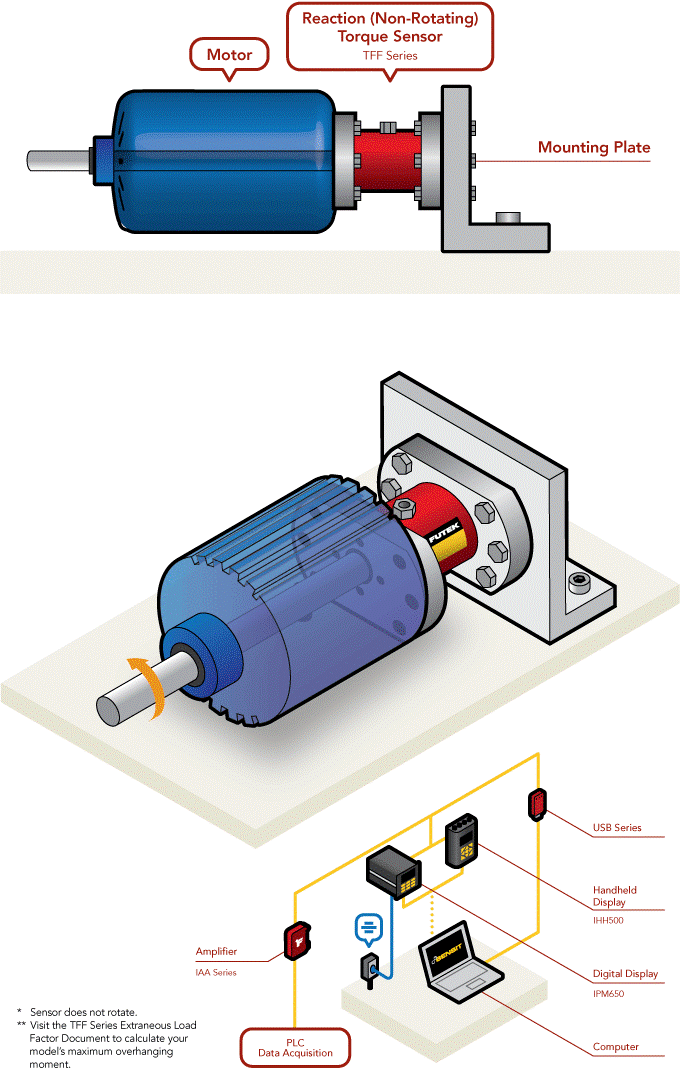 Reaction (Non-Rotating)
Torque Sensor
TFF Series
Motor
Mounting Plate
FUTEK
USB Series
Handheld
Display
IHH500
Amplifier
IAA Series
SENSIT
Digital Display
IPM650
* Sensor does not rotate.
** Visit the TFF Series Extraneous Load
Factor Document to calculate your
model's maximum overhanging
moment.
PLC
Data Acquisition
Computer